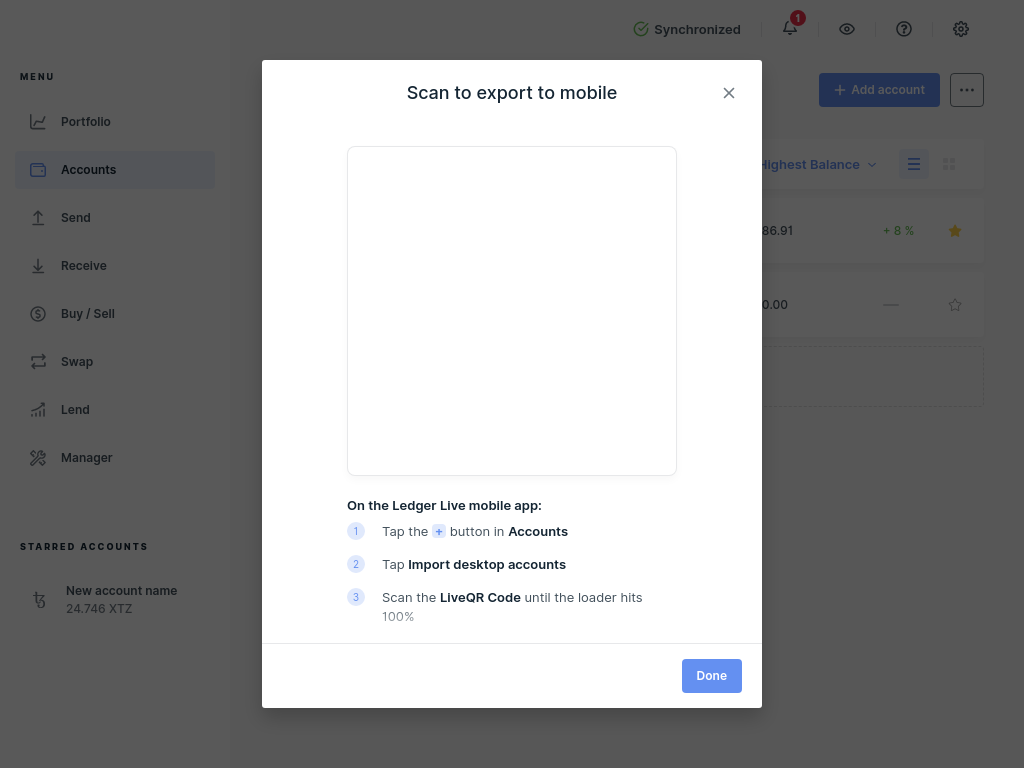 Synchronized
1
MENU
Portfolio
Accounts
Send
Receive
Buy / Sell
Swap
Lend
Manager
STARRED ACCOUNTS
New account name
24.746 XTZ
+ Add account
Highest Balance
86.91
+ 8 %
0.00
—
Scan to export to mobile
On the Ledger Live mobile app:
1 Tap the + button in Accounts
2 Tap Import desktop accounts
3 Scan the LiveQR Code until the loader hits
100%
Done